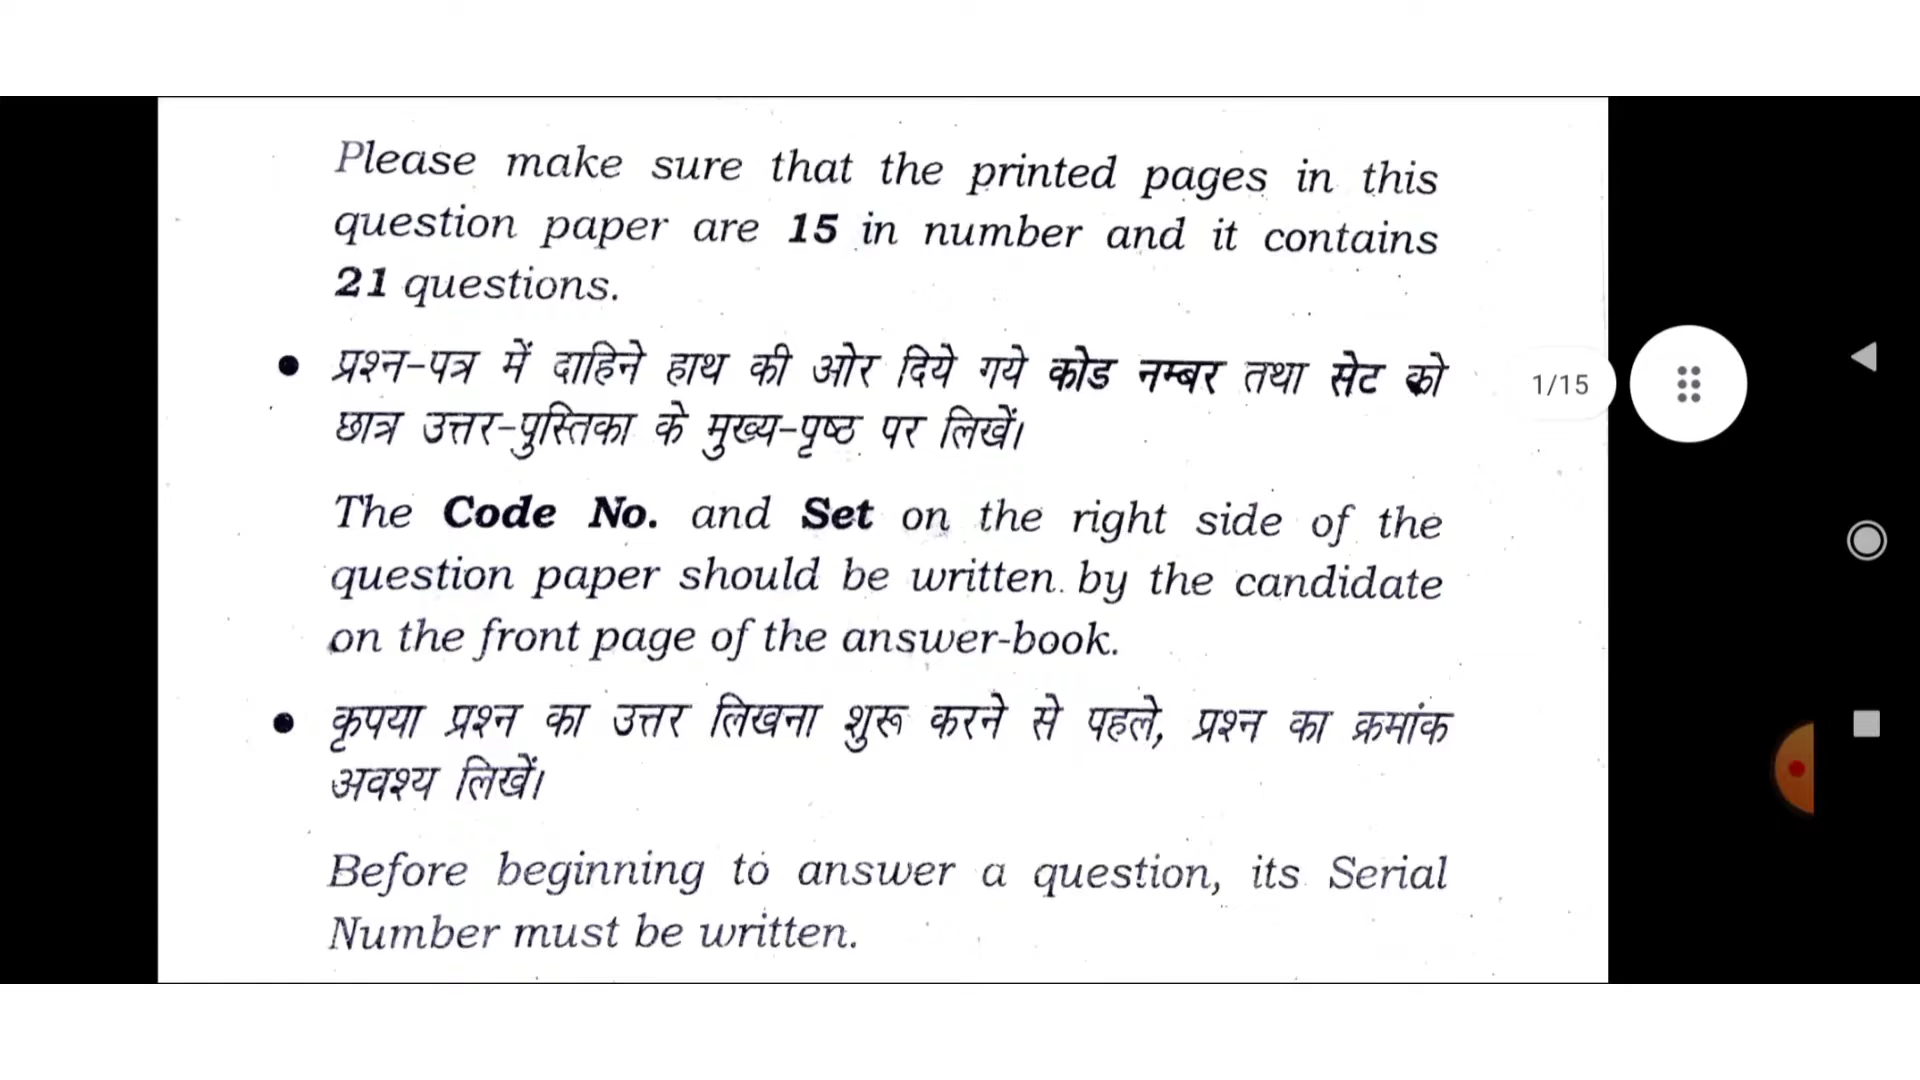 Please make sure that the printed pages in this
question paper are 15 in number and it contains
21 questions.
• प्रश्न-पत्र में दाहिने हाथ की ओर दिये गये कोड नम्बर तथा सेट को
छात्र उत्तर-पुस्तिका के मुख्य-पृष्ठ पर लिखें।
1/15
The Code No. and Set on the right side of the
question paper should be written by the candidate
on the front page of the answer-book.
• कृपया प्रश्न का उत्तर लिखना शुरू करने से पहले, प्रश्न का क्रमांक
अवश्य लिखें।
Before beginning to answer a question, its Serial
Number must be written.